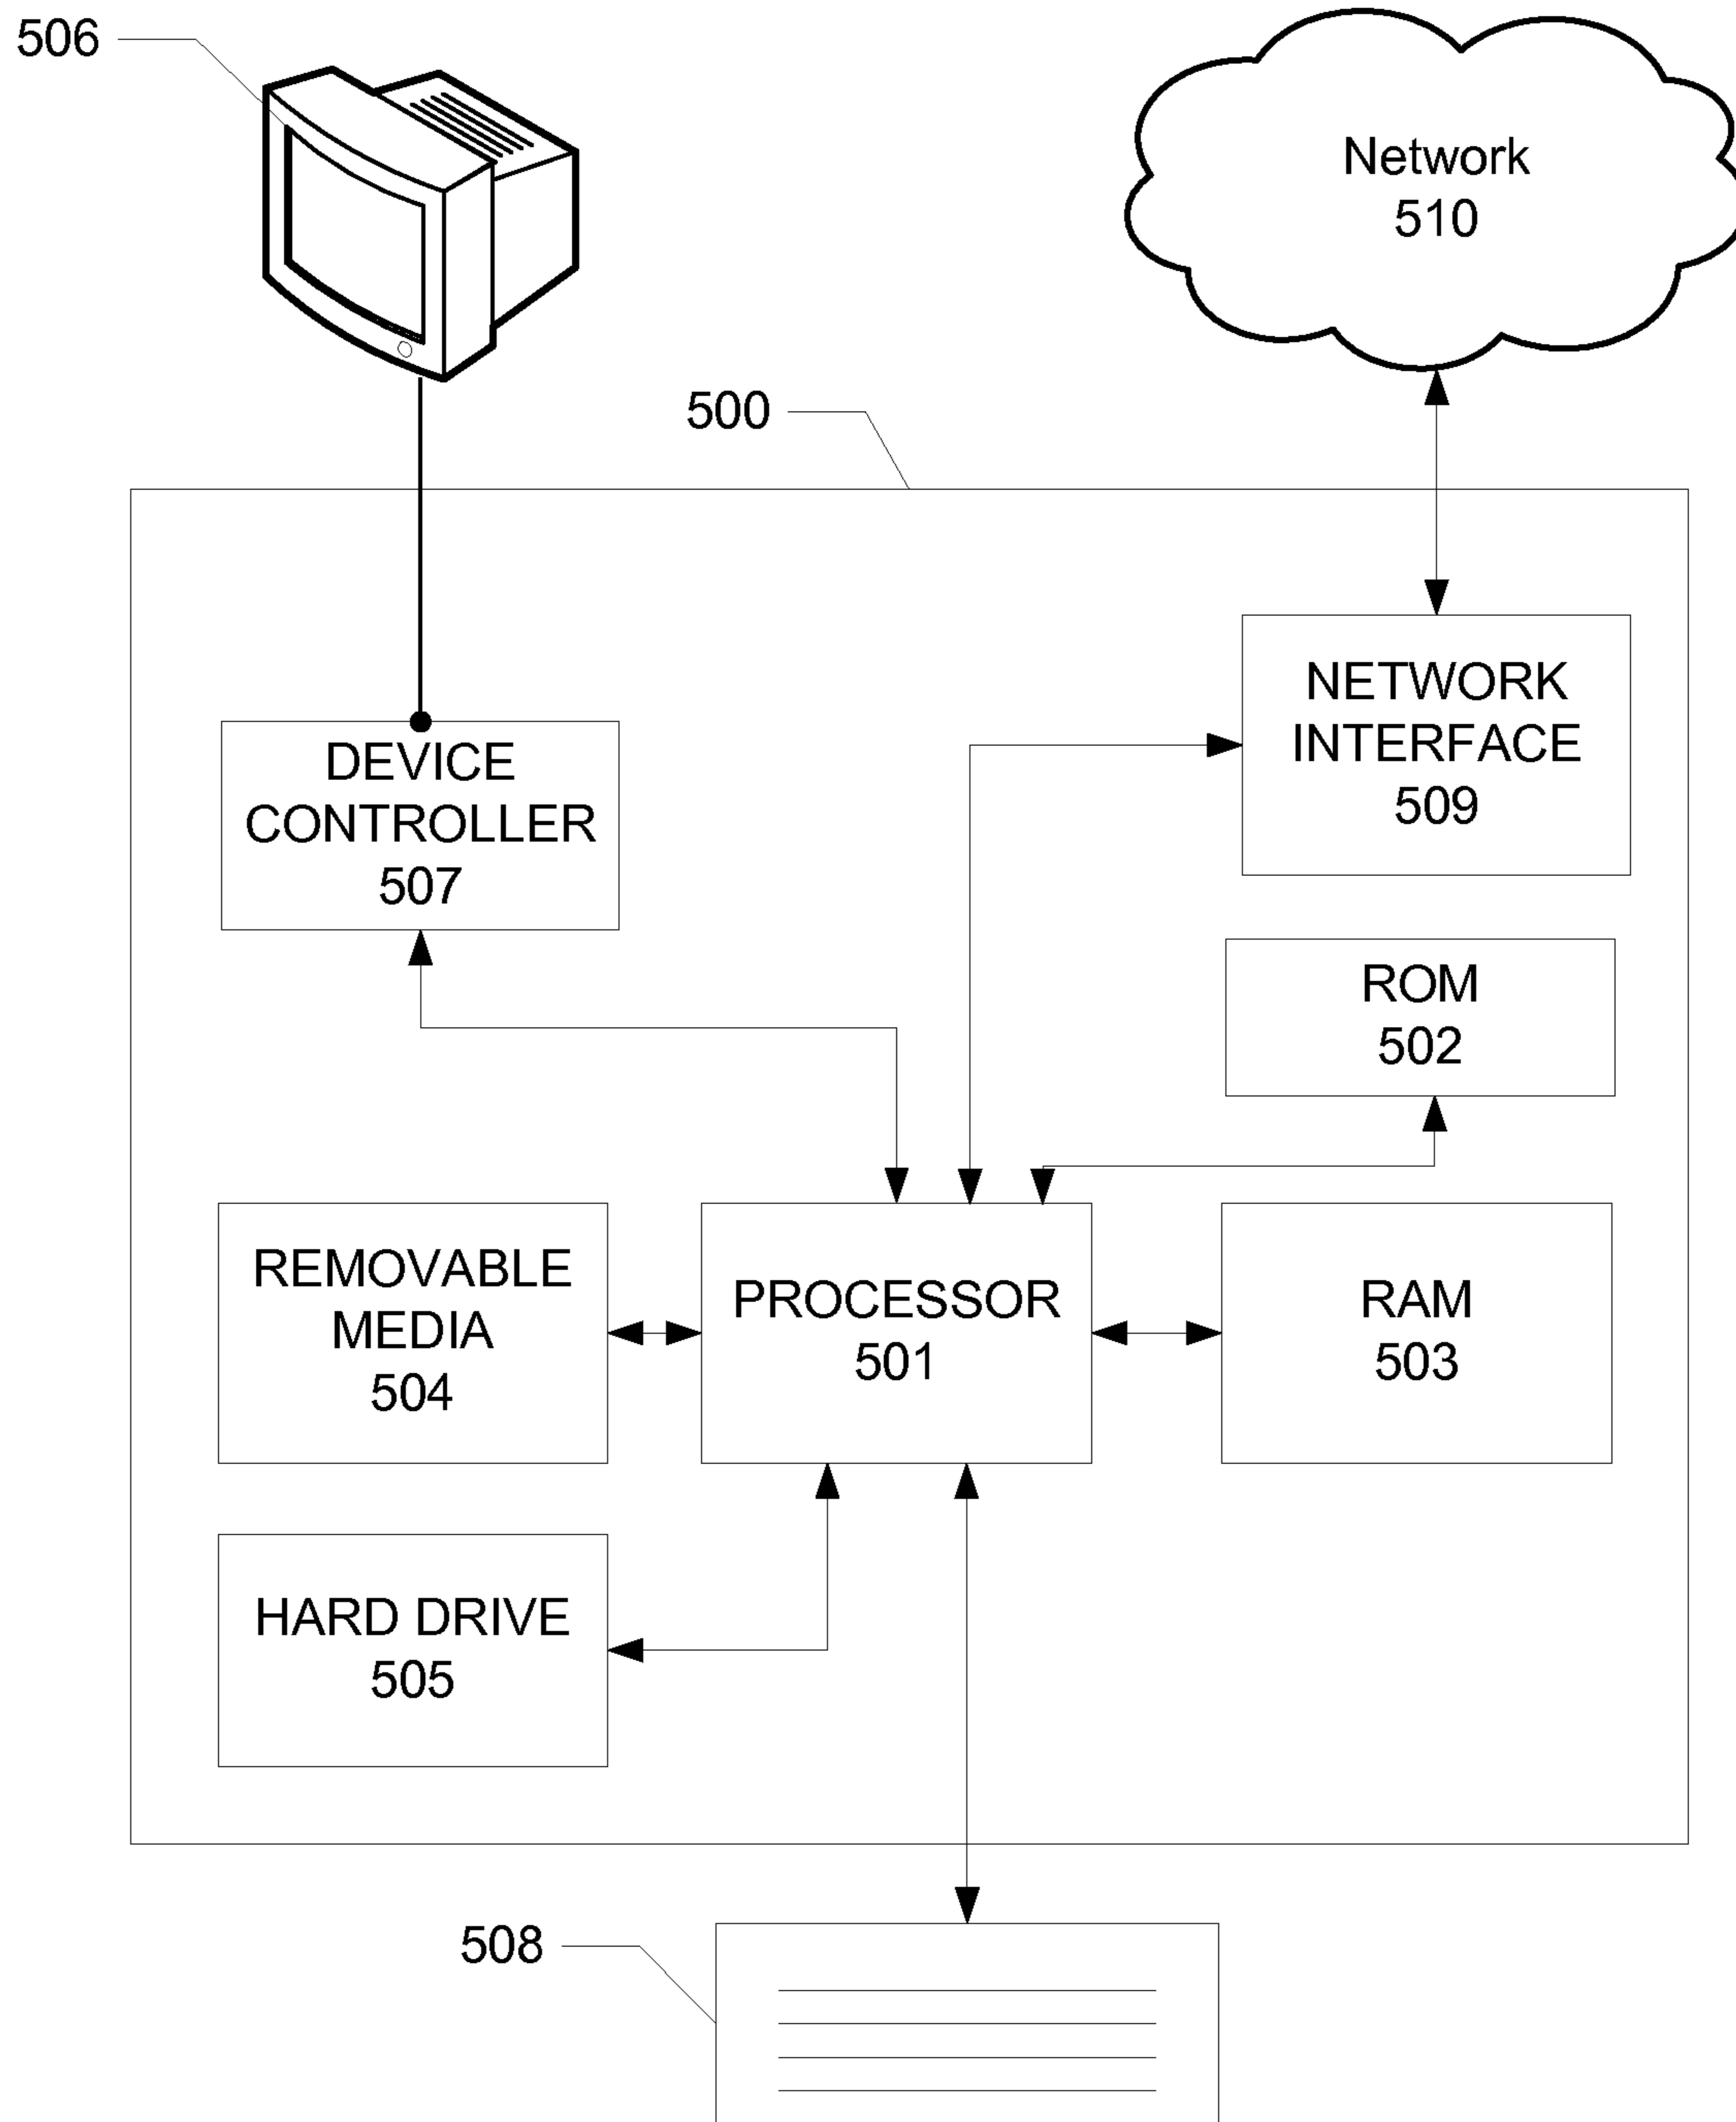 506
Network
510
500
NETWORK
INTERFACE
509
DEVICE
CONTROLLER
507
ROM
502
REMOVABLE
MEDIA
504
PROCESSOR
501
RAM
503
HARD DRIVE
505
508